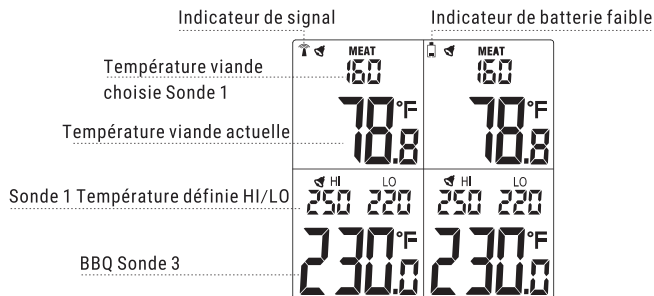 Indicateur de signal
Indicateur de batterie faible
MEAT
MEAT
Température viande
choisie Sonde 1
160
160
Température viande actuelle
78.8°F
78.8°F
Sonde 1 Température définie HI/LO
HI LO
HI LO
250 220
250 220
BBQ Sonde 3
230.0°F
230.0°F